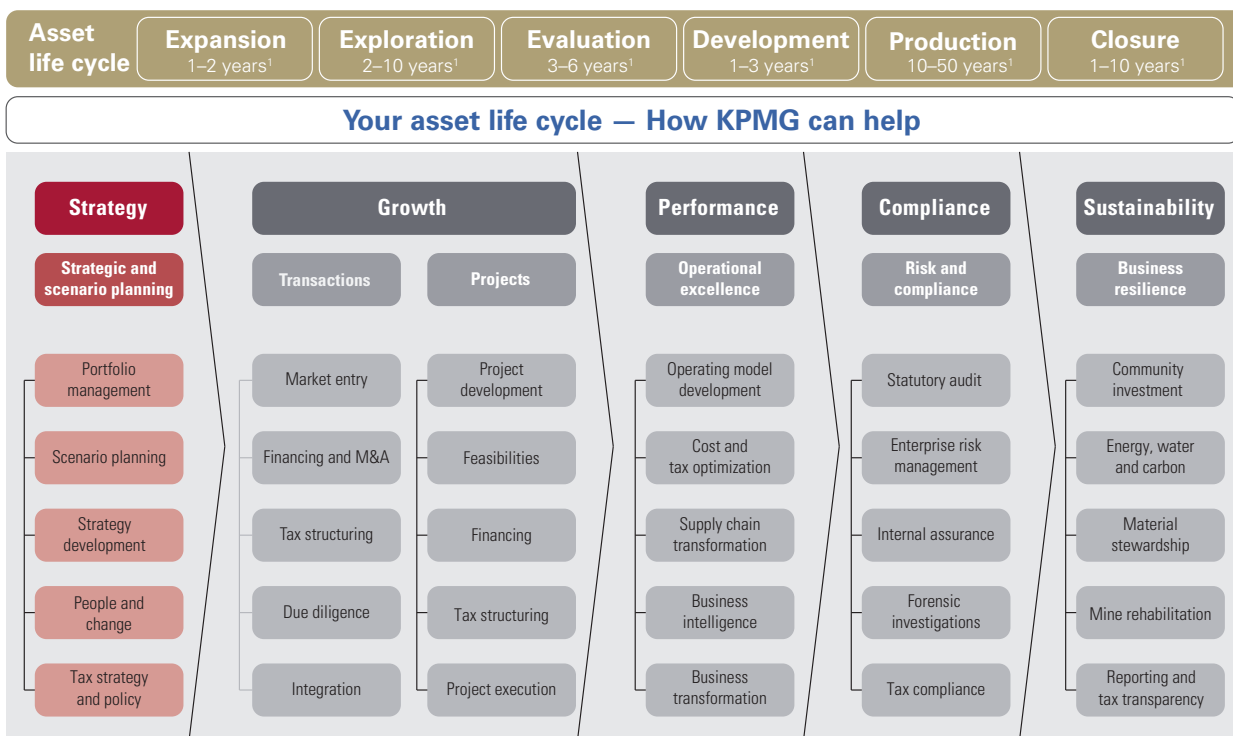 Asset
life cycle
Expansion
1–2 years¹
Exploration
2–10 years¹
Evaluation
3–6 years¹
Development
1–3 years¹
Production
10–50 years¹
Closure
1–10 years¹
Your asset life cycle — How KPMG can help
Strategy
Strategic and
scenario planning
Portfolio
management
Scenario planning
Strategy
development
People and
change
Tax strategy
and policy
Growth
Transactions
Market entry
Financing and M&A
Tax structuring
Due diligence
Integration
Projects
Project
development
Feasibilities
Financing
Tax structuring
Project execution
Performance
Operational
excellence
Operating model
development
Cost and
tax optimization
Supply chain
transformation
Business
intelligence
Business
transformation
Compliance
Risk and
compliance
Statutory audit
Enterprise risk
management
Internal assurance
Forensic
investigations
Tax compliance
Sustainability
Business
resilience
Community
investment
Energy, water
and carbon
Material
stewardship
Mine rehabilitation
Reporting and
tax transparency